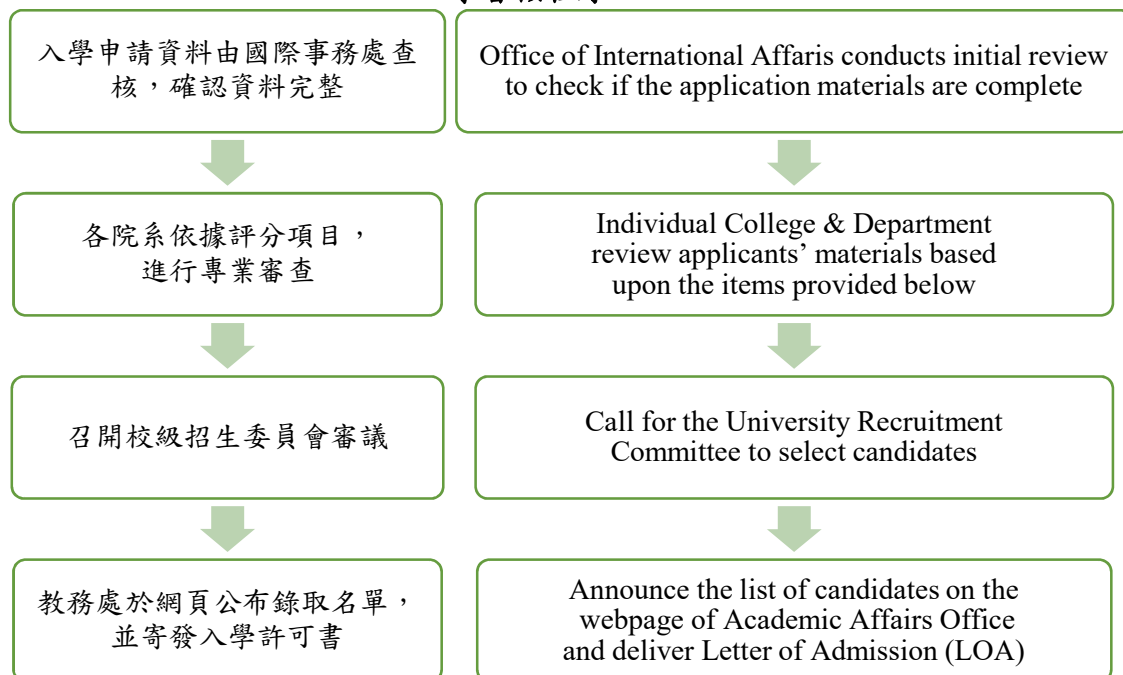 入學申請資料由國際事務處查
核，確認資料完整
Office of International Affaris conducts initial review
to check if the application materials are complete
各院系依據評分項目，
進行專業審查
Individual College & Department
review applicants’ materials based
upon the items provided below
召開校級招生委員會審議
Call for the University Recruitment
Committee to select candidates
教務處於網頁公布錄取名單，
並寄發入學許可書
Announce the list of candidates on the
webpage of Academic Affairs Office
and deliver Letter of Admission (LOA)